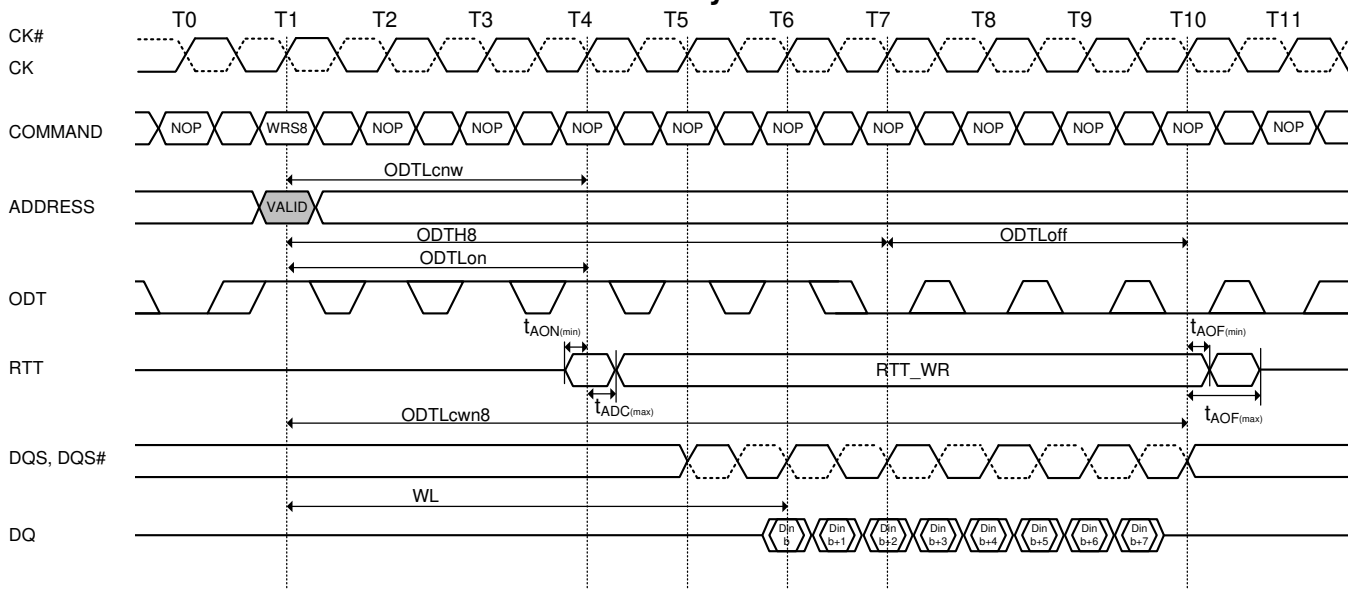 T0 T1 T2 T3 T4 T5 T6 T7 T8 T9 T10 T11
CK#
CK
COMMAND NOP WRS8 NOP NOP NOP NOP NOP NOP NOP NOP NOP NOP
ODTLcnw
ADDRESS VALID
ODTH8 ODTLoff
ODTLon
ODT
tAON(min) tAOF(min)
RTT RTT_WR
tADC(max) tAOF(max)
ODTLcwn8
DQS, DQS#
WL
DQ Din b Din b+1 Din b+2 Din b+3 Din b+4 Din b+5 Din b+6 Din b+7